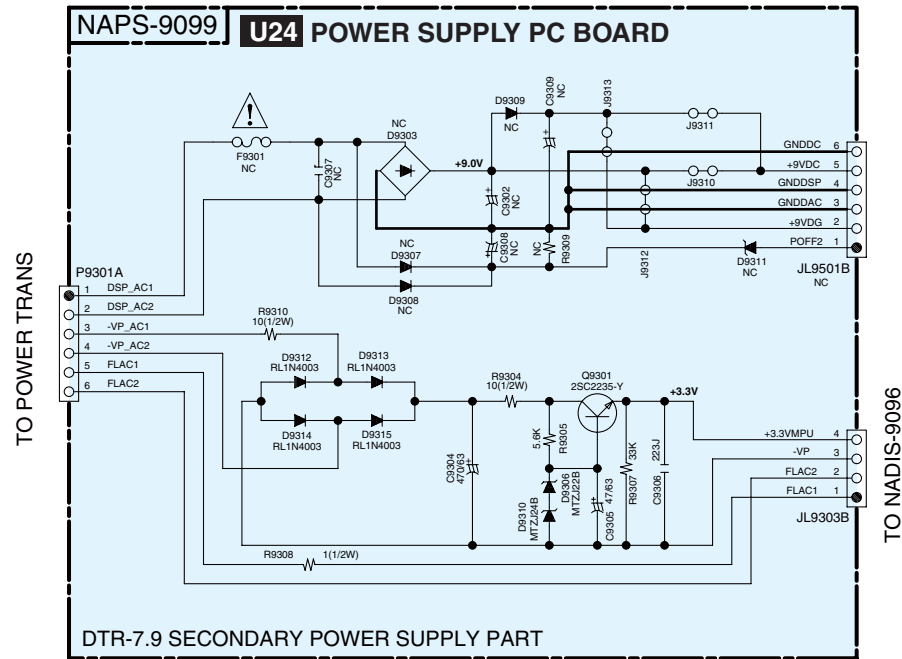 NAPS-9099
U24 POWER SUPPLY PC BOARD
TO POWER TRANS
P9301A
1 DSP_AC1
2 DSP_AC2
3 -VP_AC1
4 -VP_AC2
5 FLAC1
6 FLAC2
F9301
NC
C9307
NC
NC
D9303
+9.0V
D9309
NC
C9309
NC
J9313
J9311
J9310
C9302
NC
C9308
NC
NC
R9309
J9312
NC
D9307
D9308
NC
D9311
NC
GNDDC 6
+9VDC 5
GNDDSP 4
GNDDAC 3
+9VDG 2
POFF2 1
JL9501B
NC
R9310
10(1/2W)
D9312
RL1N4003
D9313
RL1N4003
D9314
RL1N4003
D9315
RL1N4003
R9304
10(1/2W)
Q9301
2SC2235-Y
+3.3V
C9304
470/63
5.6K
R9305
D9310
MTZJ24B
D9306
MTZJ22B
47/63
C9305
33K
R9307
223J
C9306
+3.3VMPU 4
-VP 3
FLAC2 2
FLAC1 1
JL9303B
TO NADIS-9096
R9308 1(1/2W)
DTR-7.9 SECONDARY POWER SUPPLY PART